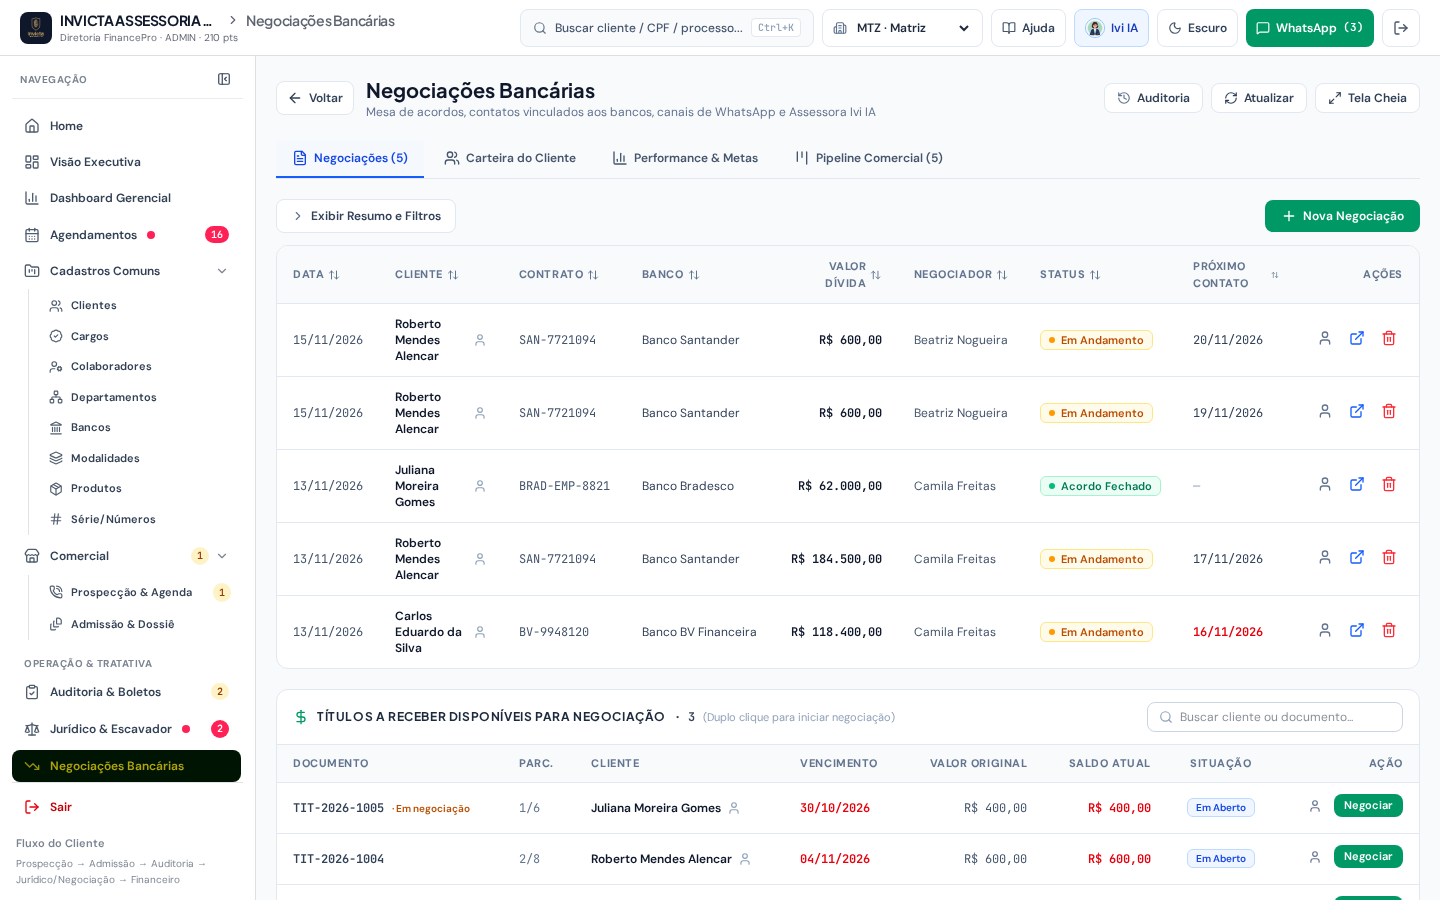 INVICTA ASSESSORIA ...
Diretoria FinancePro · ADMIN · 210 pts
Negociações Bancárias
Buscar cliente / CPF / processo...
Ctrl+K
MTZ · Matriz
Ajuda
Ivi IA
Escuro
WhatsApp (3)
NAVEGAÇÃO
Home
Visão Executiva
Dashboard Gerencial
Agendamentos 16
Cadastros Comuns
Clientes
Cargos
Colaboradores
Departamentos
Bancos
Modalidades
Produtos
Série/Números
Comercial 1
Prospecção & Agenda 1
Admissão & Dossiê
OPERAÇÃO & TRATATIVA
Auditoria & Boletos 2
Jurídico & Escavador 2
Negociações Bancárias
Sair
Fluxo do Cliente
Prospecção → Admissão → Auditoria →
Jurídico/Negociação → Financeiro
Voltar
Negociações Bancárias
Mesa de acordos, contatos vinculados aos bancos, canais de WhatsApp e Assessora Ivi IA
Auditoria
Atualizar
Tela Cheia
Negociações (5)
Carteira do Cliente
Performance & Metas
Pipeline Comercial (5)
Exibir Resumo e Filtros
Nova Negociação
DATA CLIENTE CONTRATO BANCO VALOR DÍVIDA NEGOCIADOR STATUS PRÓXIMO CONTATO AÇÕES
15/11/2026 Roberto Mendes Alencar SAN-7721094 Banco Santander R$ 600,00 Beatriz Nogueira Em Andamento 20/11/2026
15/11/2026 Roberto Mendes Alencar SAN-7721094 Banco Santander R$ 600,00 Beatriz Nogueira Em Andamento 19/11/2026
13/11/2026 Juliana Moreira Gomes BRAD-EMP-8821 Banco Bradesco R$ 62.000,00 Camila Freitas Acordo Fechado —
13/11/2026 Roberto Mendes Alencar SAN-7721094 Banco Santander R$ 184.500,00 Camila Freitas Em Andamento 17/11/2026
13/11/2026 Carlos Eduardo da Silva BV-9948120 Banco BV Financeira R$ 118.400,00 Camila Freitas Em Andamento 16/11/2026
TÍTULOS A RECEBER DISPONÍVEIS PARA NEGOCIAÇÃO · 3 (Duplo clique para iniciar negociação)
Buscar cliente ou documento...
DOCUMENTO PARC. CLIENTE VENCIMENTO VALOR ORIGINAL SALDO ATUAL SITUAÇÃO AÇÃO
TIT-2026-1005 · Em negociação 1/6 Juliana Moreira Gomes 30/10/2026 R$ 400,00 R$ 400,00 Em Aberto Negociar
TIT-2026-1004 2/8 Roberto Mendes Alencar 04/11/2026 R$ 600,00 R$ 600,00 Em Aberto Negociar